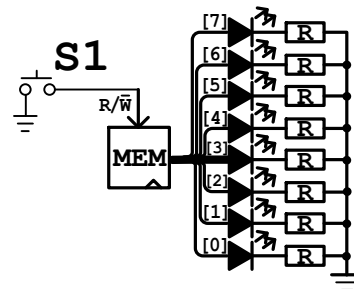 [7] R
S1 [6] R
[5] R
R/W̅ [4] R
MEM [3] R
[2] R
[1] R
[0] R